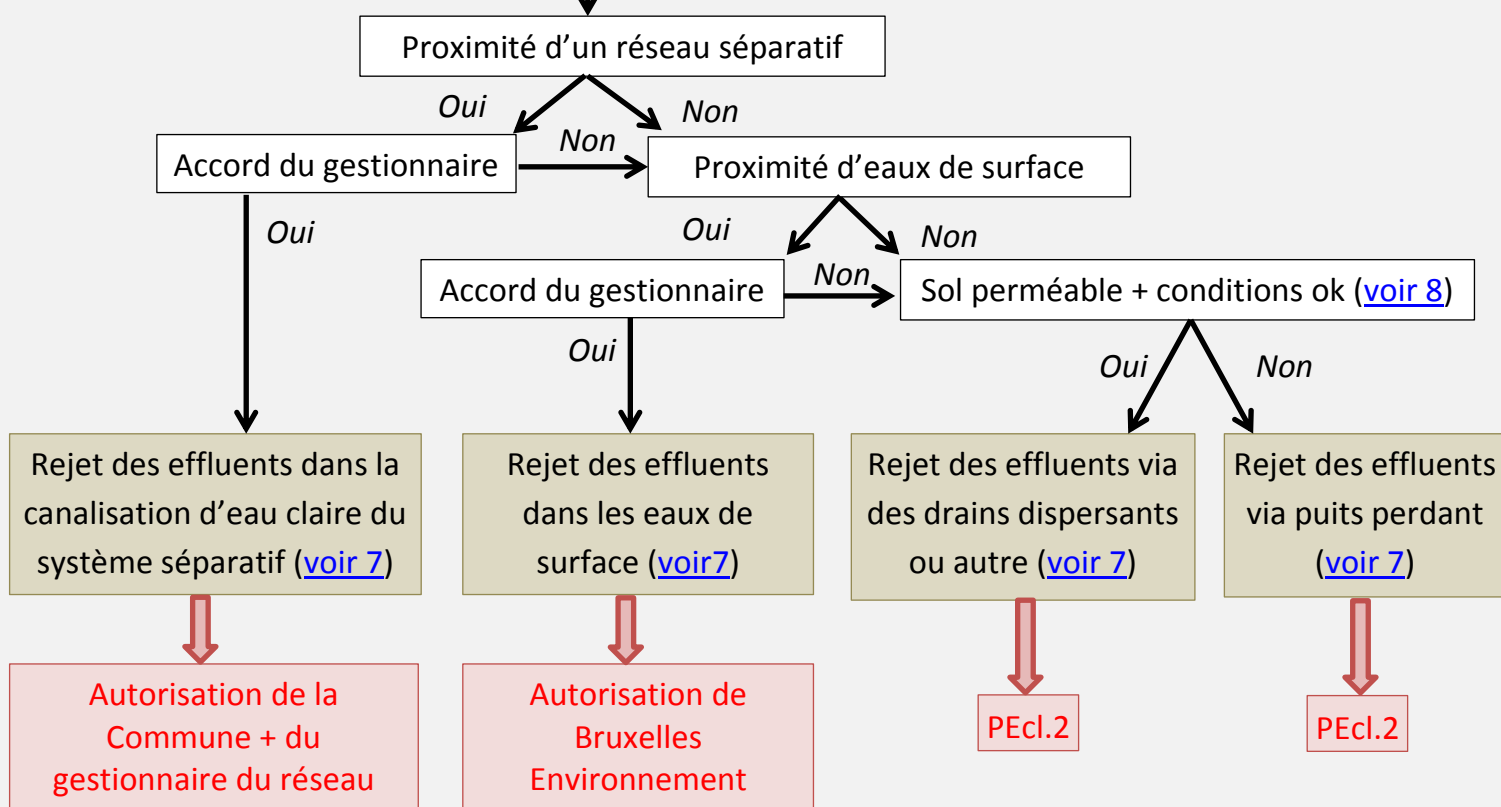 Proximité d’un réseau séparatif
Oui
Non
Accord du gestionnaire
Non
Proximité d’eaux de surface
Oui
Oui
Non
Accord du gestionnaire
Non
Sol perméable + conditions ok (voir 8)
Oui
Oui
Non
Rejet des effluents dans la
canalisation d’eau claire du
système séparatif (voir 7)
Rejet des effluents
dans les eaux de
surface (voir7)
Rejet des effluents via
des drains dispersants
ou autre (voir 7)
Rejet des effluents
via puits perdant
(voir 7)
Autorisation de la
Commune + du
gestionnaire du réseau
Autorisation de
Bruxelles
Environnement
PEcl.2
PEcl.2